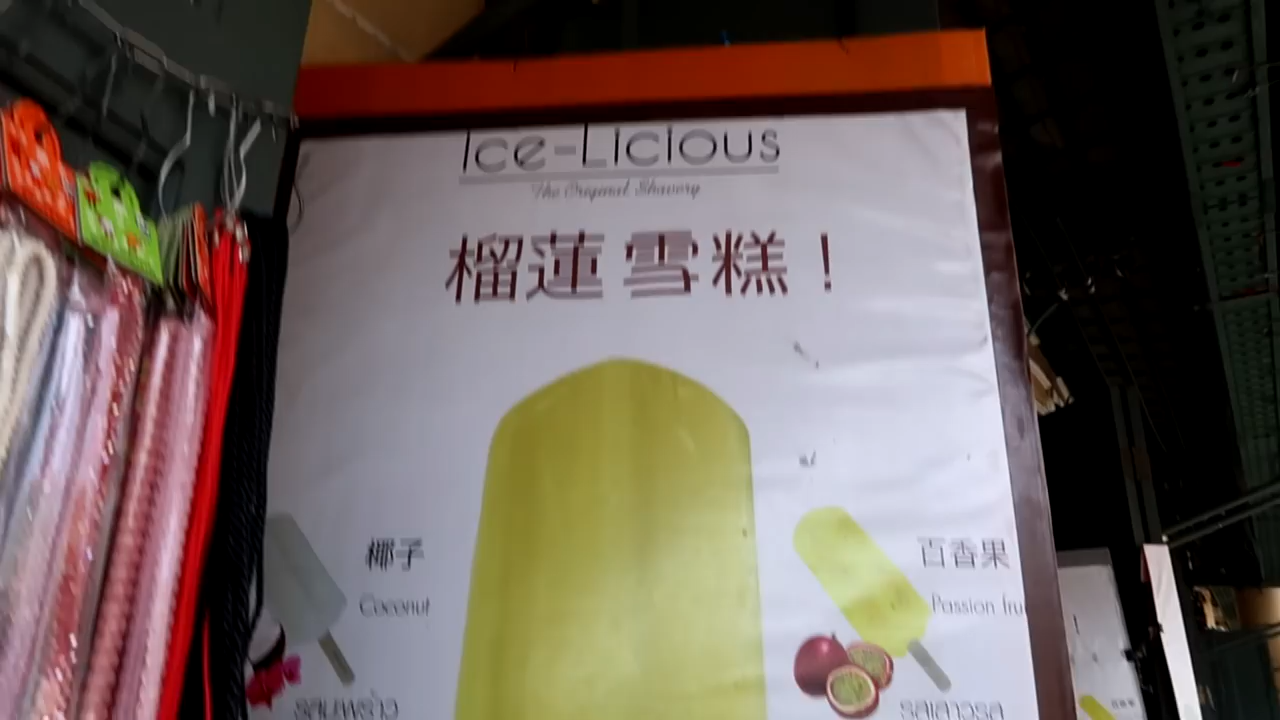 Ice-Licious
The Original Shavery
榴蓮雪糕！
椰子
Coconut
百香果
Passion fru